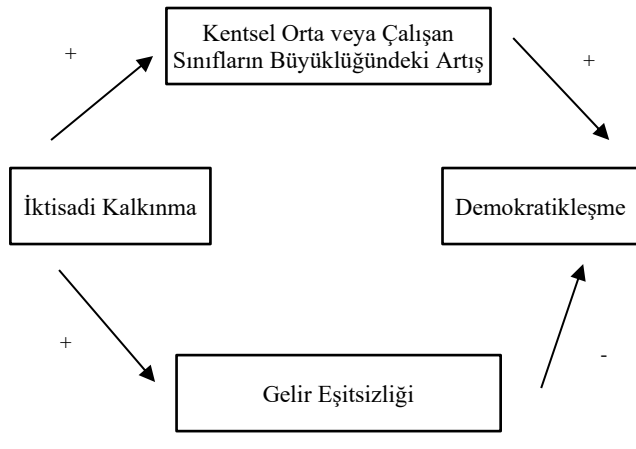 Kentsel Orta veya Çalışan
Sınıfların Büyüklüğündeki Artış
+
+
İktisadi Kalkınma
Demokratikleşme
+
-
Gelir Eşitsizliği